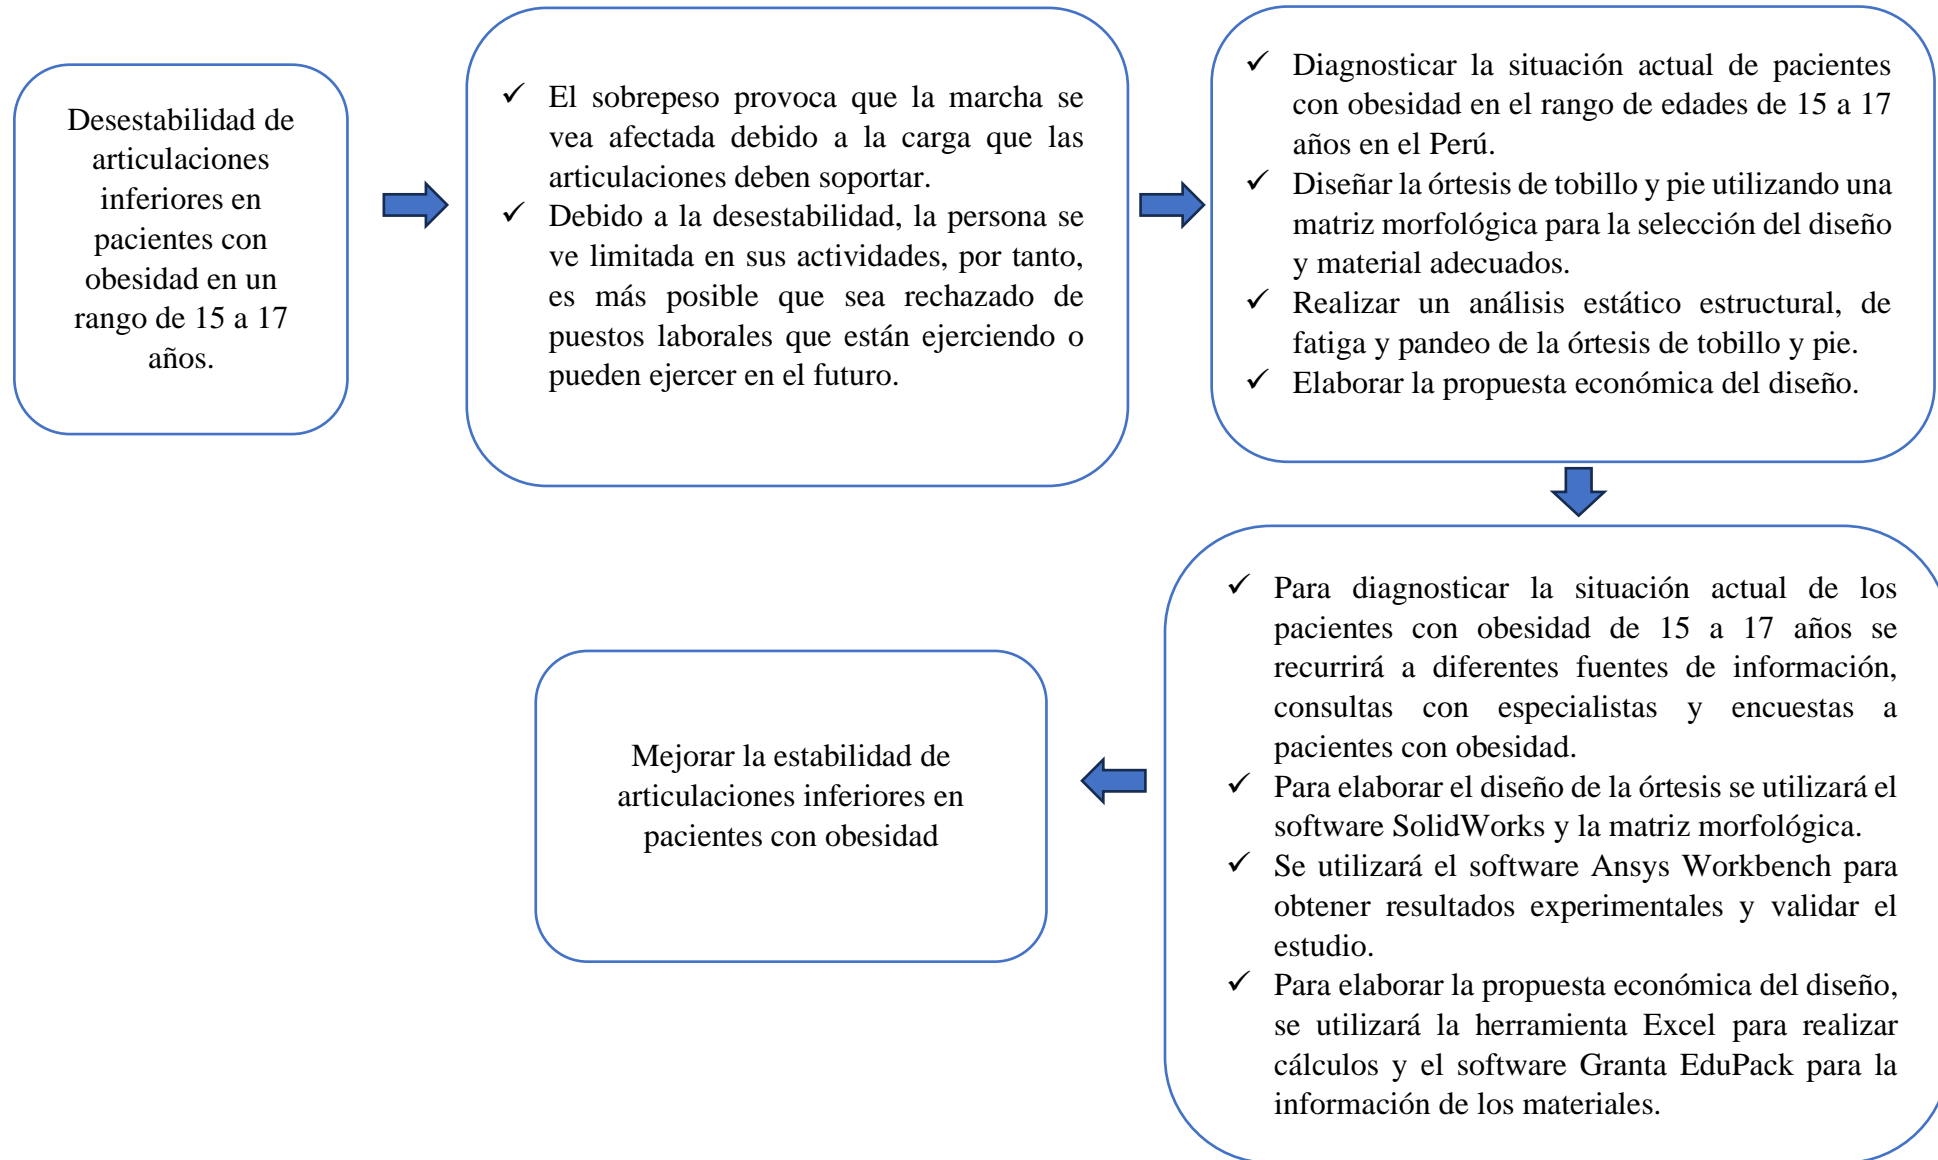 Desestabilidad de
articulaciones
inferiores en
pacientes con
obesidad en un
rango de 15 a 17
años.
✓ El sobrepeso provoca que la marcha se
vea afectada debido a la carga que las
articulaciones deben soportar.
✓ Debido a la desestabilidad, la persona se
ve limitada en sus actividades, por tanto,
es más posible que sea rechazado de
puestos laborales que están ejerciendo o
pueden ejercer en el futuro.
✓ Diagnosticar la situación actual de pacientes
con obesidad en el rango de edades de 15 a 17
años en el Perú.
✓ Diseñar la órtesis de tobillo y pie utilizando una
matriz morfológica para la selección del diseño
y material adecuados.
✓ Realizar un análisis estático estructural, de
fatiga y pandeo de la órtesis de tobillo y pie.
✓ Elaborar la propuesta económica del diseño.
✓ Para diagnosticar la situación actual de los
pacientes con obesidad de 15 a 17 años se
recurrirá a diferentes fuentes de información,
consultas con especialistas y encuestas a
pacientes con obesidad.
✓ Para elaborar el diseño de la órtesis se utilizará el
software SolidWorks y la matriz morfológica.
✓ Se utilizará el software Ansys Workbench para
obtener resultados experimentales y validar el
estudio.
✓ Para elaborar la propuesta económica del diseño,
se utilizará la herramienta Excel para realizar
cálculos y el software Granta EduPack para la
información de los materiales.
Mejorar la estabilidad de
articulaciones inferiores en
pacientes con obesidad